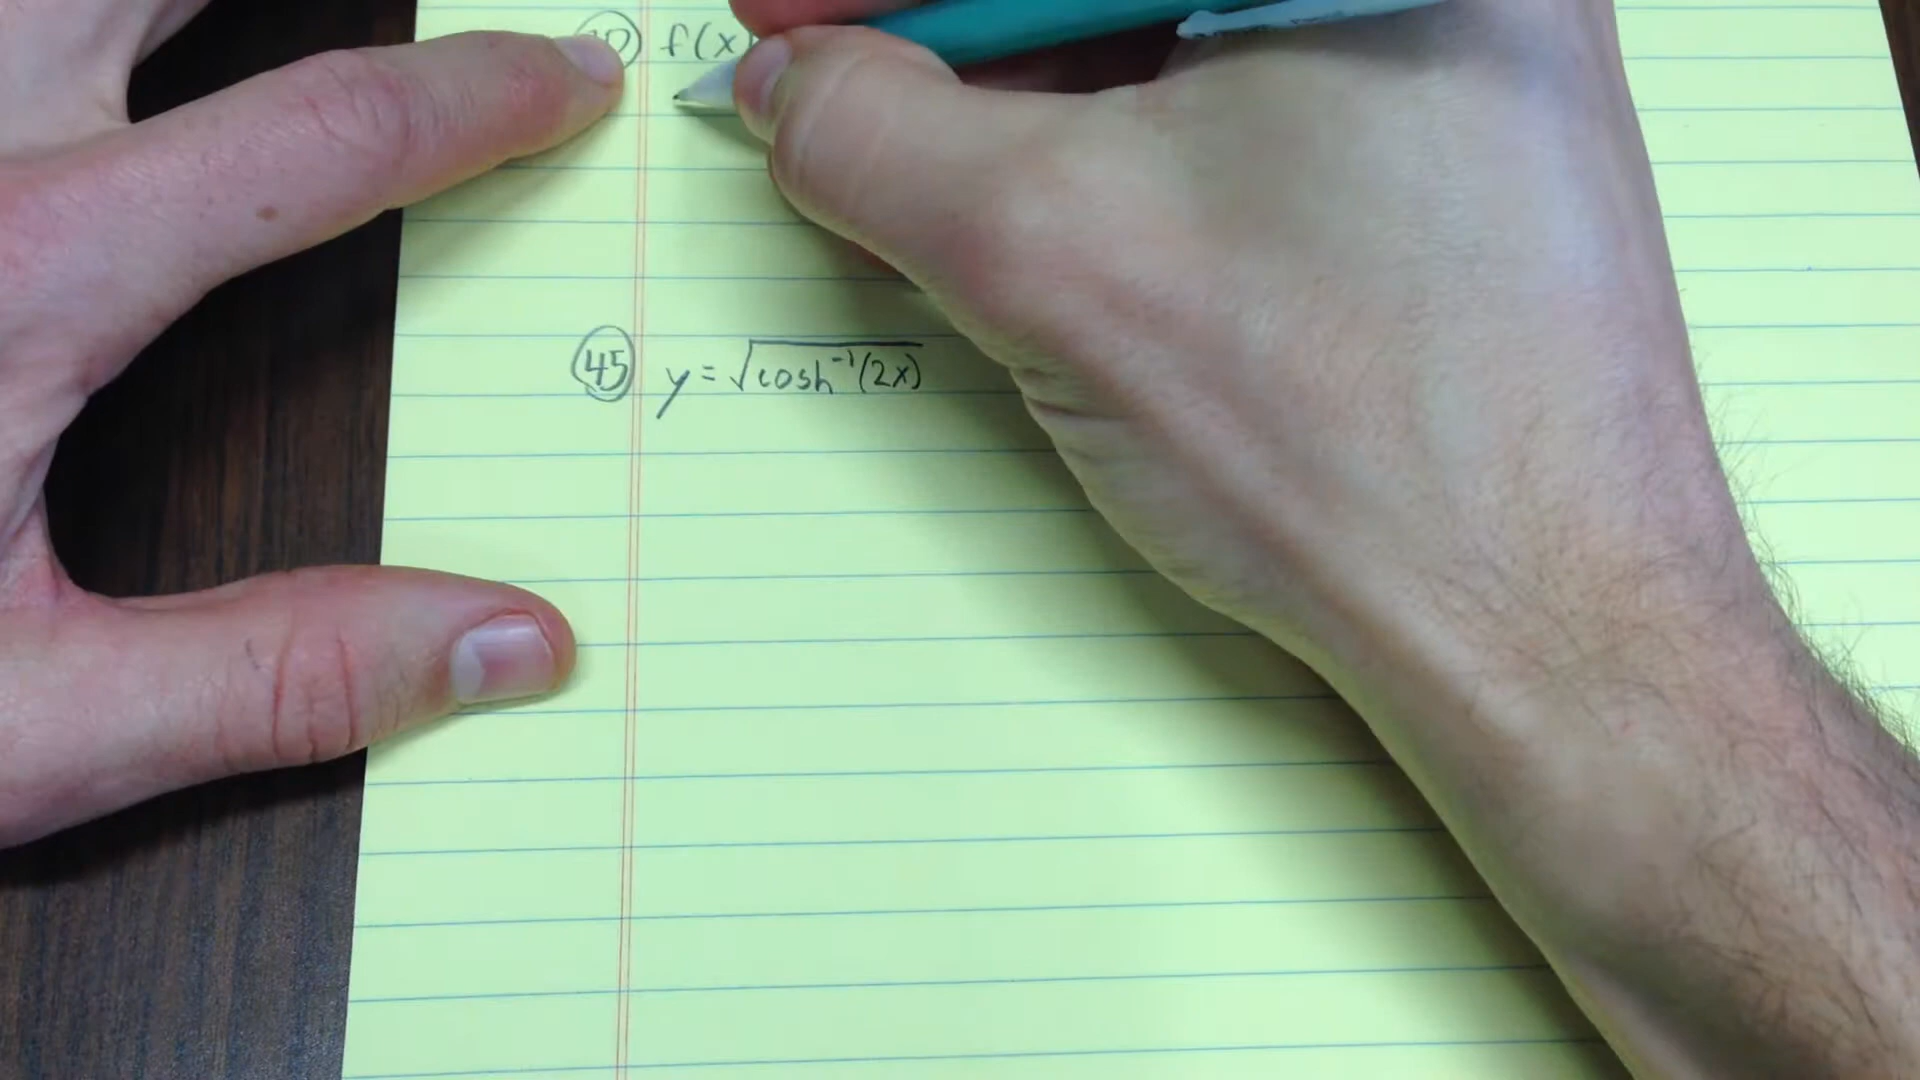 f(x)
45 y = √cosh⁻¹(2x)